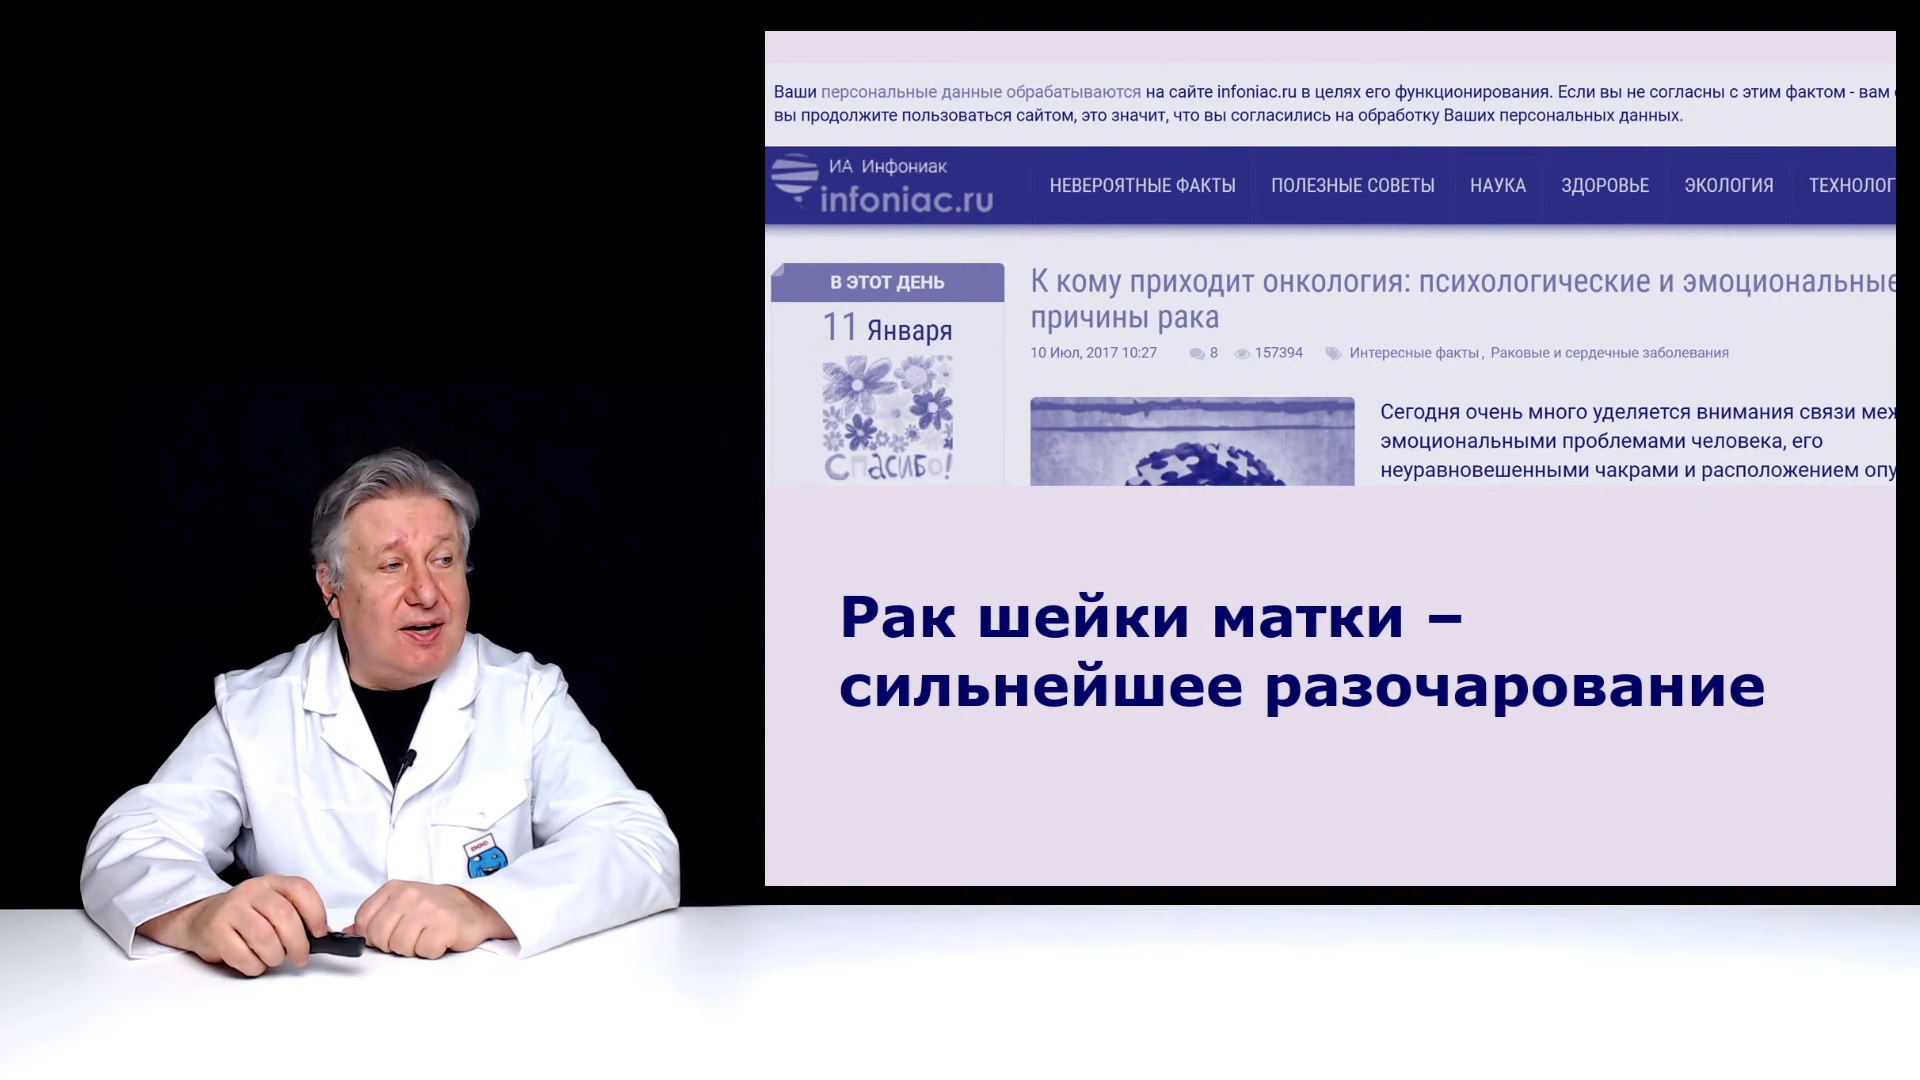 Ваши персональные данные обрабатываются на сайте infoniac.ru в целях его функционирования. Если вы не согласны с этим фактом - вам
вы продолжите пользоваться сайтом, это значит, что вы согласились на обработку Ваших персональных данных.
ИА Инфониак
infoniac.ru
НЕВЕРОЯТНЫЕ ФАКТЫ ПОЛЕЗНЫЕ СОВЕТЫ НАУКА ЗДОРОВЬЕ ЭКОЛОГИЯ ТЕХНОЛОГ
В ЭТОТ ДЕНЬ
11 Января
Спасибо!
К кому приходит онкология: психологические и эмоциональные
причины рака
10 Июл, 2017 10:27 8 157394 Интересные факты, Раковые и сердечные заболевания
Сегодня очень много уделяется внимания связи меж
эмоциональными проблемами человека, его
неуравновешенными чакрами и расположением опу
Рак шейки матки –
сильнейшее разочарование
DOC